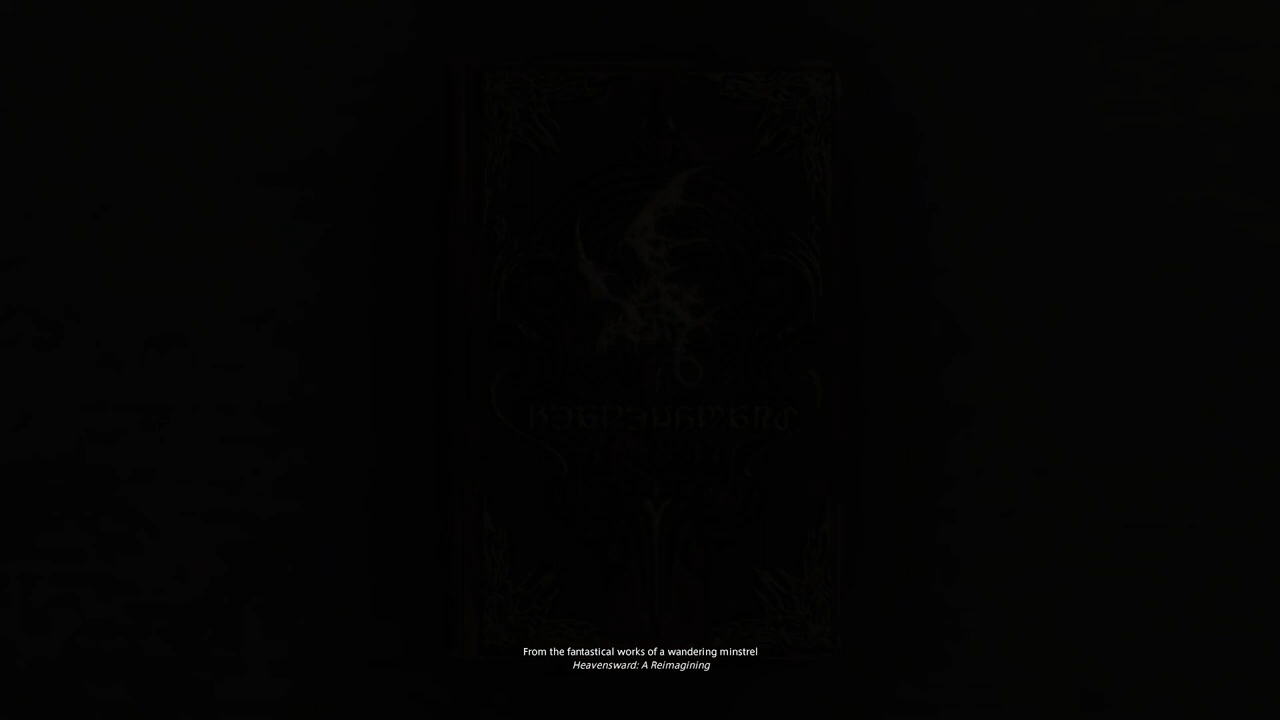 From the fantastical works of a wandering minstrel
Heavensward: A Reimagining